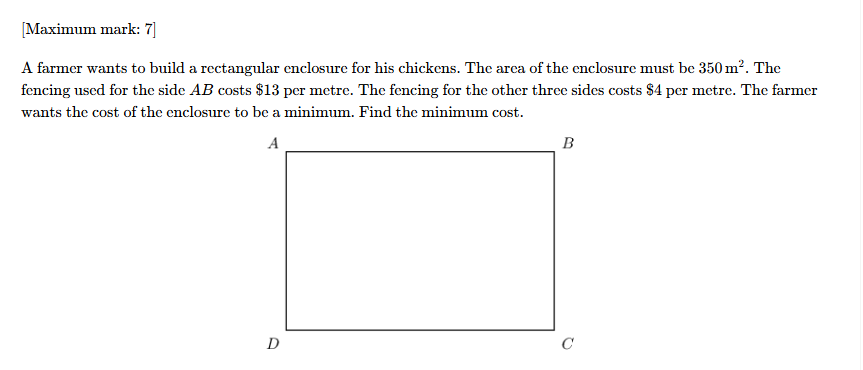 [Maximum mark: 7]
A farmer wants to build a rectangular enclosure for his chickens. The area of the enclosure must be 350 m². The
fencing used for the side AB costs $13 per metre. The fencing for the other three sides costs $4 per metre. The farmer
wants the cost of the enclosure to be a minimum. Find the minimum cost.
A B
D C